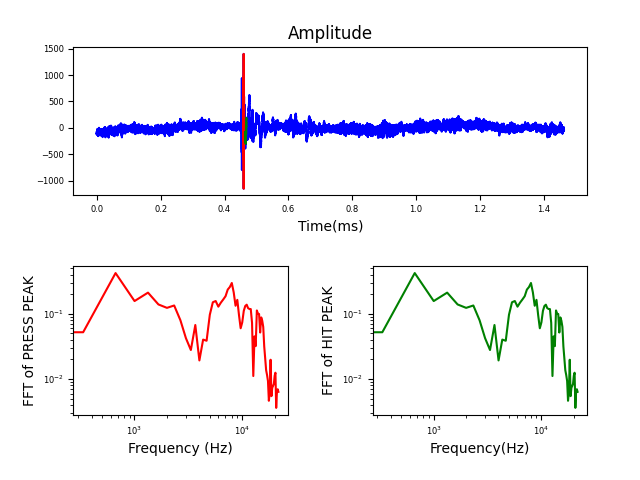 Amplitude
1500
1000
500
0
−500
−1000
0.0 0.2 0.4 0.6 0.8 1.0 1.2 1.4
Time(ms)
FFT of PRESS PEAK
10⁻¹
10⁻²
10³ 10⁴
Frequency (Hz)
FFT of HIT PEAK
10⁻¹
10⁻²
10³ 10⁴
Frequency(Hz)